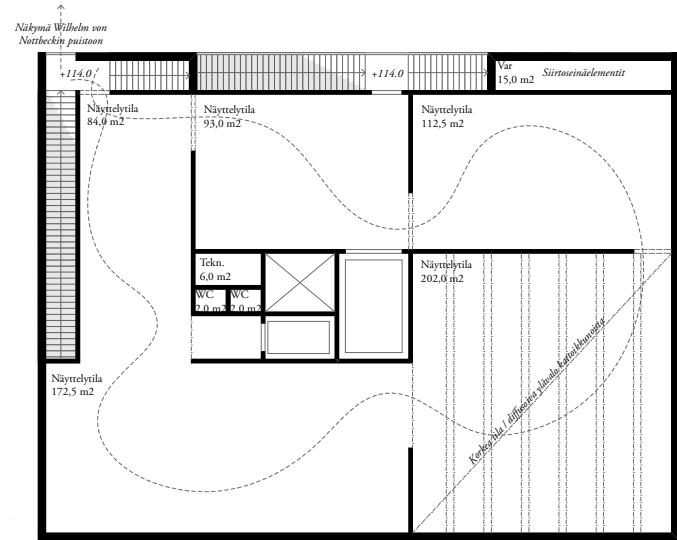 Näkymä Wilhelm von
Nottbeckin puistoon
+114.0
+114.0
Var
15,0 m2
Siirtoseinäelementit
Näyttelytila
84,0 m2
Näyttelytila
93,0 m2
Näyttelytila
112,5 m2
Tekn.
6,0 m2
WC
2,0 m2
WC
2,0 m2
Näyttelytila
202,0 m2
Näyttelytila
172,5 m2
Korkea tila / diffusoiva ylävalo kattoikkunoista